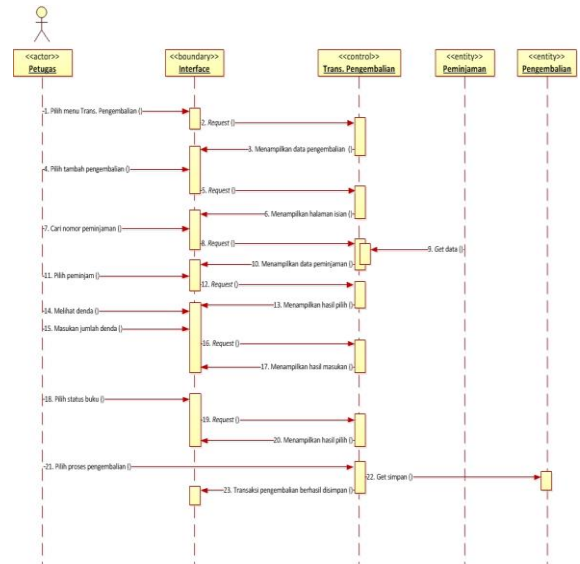 <<actor>>
Petugas
<<boundary>>
Interface
<<control>>
Trans. Pengembalian
<<entity>>
Peminjaman
<<entity>>
Pengembalian
1. Pilih menu Trans. Pengembalian ()
2. Request ()
3. Menampilkan data pengembalian ()
4. Pilih tambah pengembalian ()
5. Request ()
6. Menampilkan halaman isian ()
7. Cari nomor peminjaman ()
8. Request ()
9. Get data ()
10. Menampilkan data peminjaman ()
11. Pilih peminjam ()
12. Request ()
13. Menampilkan hasil pilih ()
14. Melihat denda ()
15. Masukan jumlah denda ()
16. Request ()
17. Menampilkan hasil masukan ()
18. Pilih status buku ()
19. Request ()
20. Menampilkan hasil pilih ()
21. Pilih proses pengembalian ()
22. Get simpan ()
23. Transaksi pengembalian berhasil disimpan ()